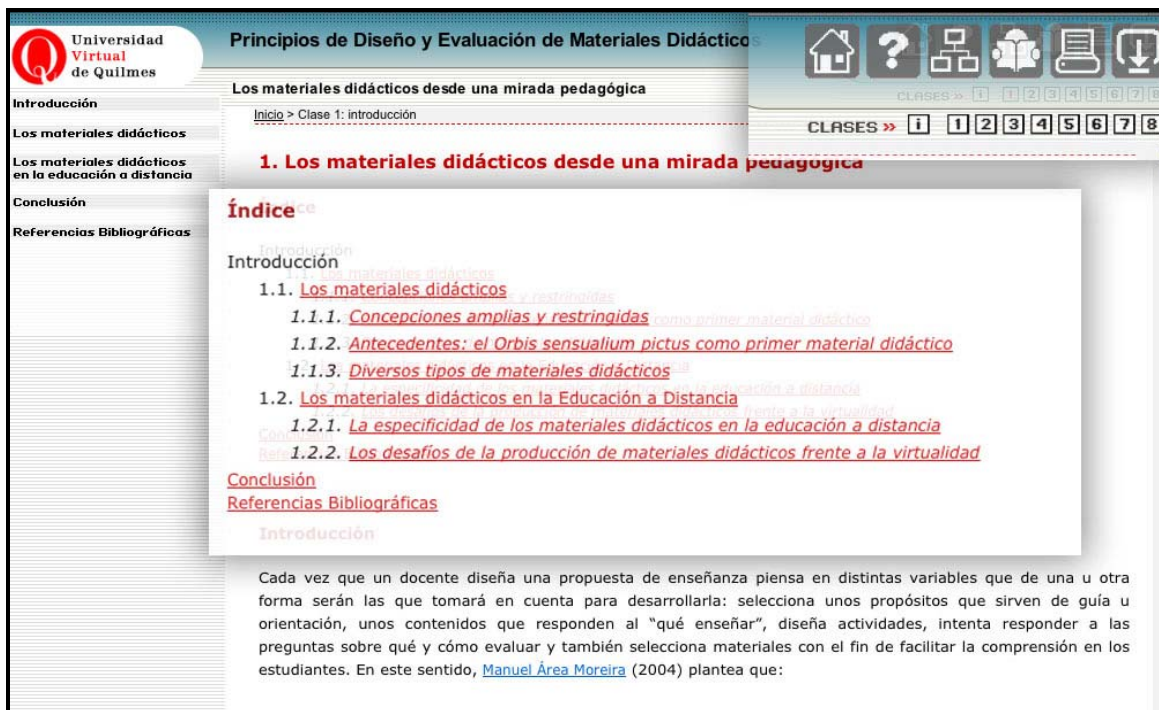 Universidad
Virtual
de Quilmes
Principios de Diseño y Evaluación de Materiales Didácticos
Los materiales didácticos desde una mirada pedagógica
Inicio > Clase 1: introducción
CLASES » i 1 2 3 4 5 6 7 8
CLASES » i 1 2 3 4 5 6 7 8
Introducción
Los materiales didácticos
Los materiales didácticos
en la educación a distancia
Conclusión
Referencias Bibliográficas
1. Los materiales didácticos desde una mirada pedagógica
Índice
Introducción
1.1. Los materiales didácticos
1.1.1. Concepciones amplias y restringidas
1.1.2. Antecedentes: el Orbis sensualium pictus como primer material didáctico
1.1.3. Diversos tipos de materiales didácticos
1.2. Los materiales didácticos en la Educación a Distancia
1.2.1. La especificidad de los materiales didácticos en la educación a distancia
1.2.2. Los desafíos de la producción de materiales didácticos frente a la virtualidad
Conclusión
Referencias Bibliográficas
Introducción
Cada vez que un docente diseña una propuesta de enseñanza piensa en distintas variables que de una u otra
forma serán las que tomará en cuenta para desarrollarla: selecciona unos propósitos que sirven de guía u
orientación, unos contenidos que responden al “qué enseñar”, diseña actividades, intenta responder a las
preguntas sobre qué y cómo evaluar y también selecciona materiales con el fin de facilitar la comprensión en los
estudiantes. En este sentido, Manuel Área Moreira (2004) plantea que: